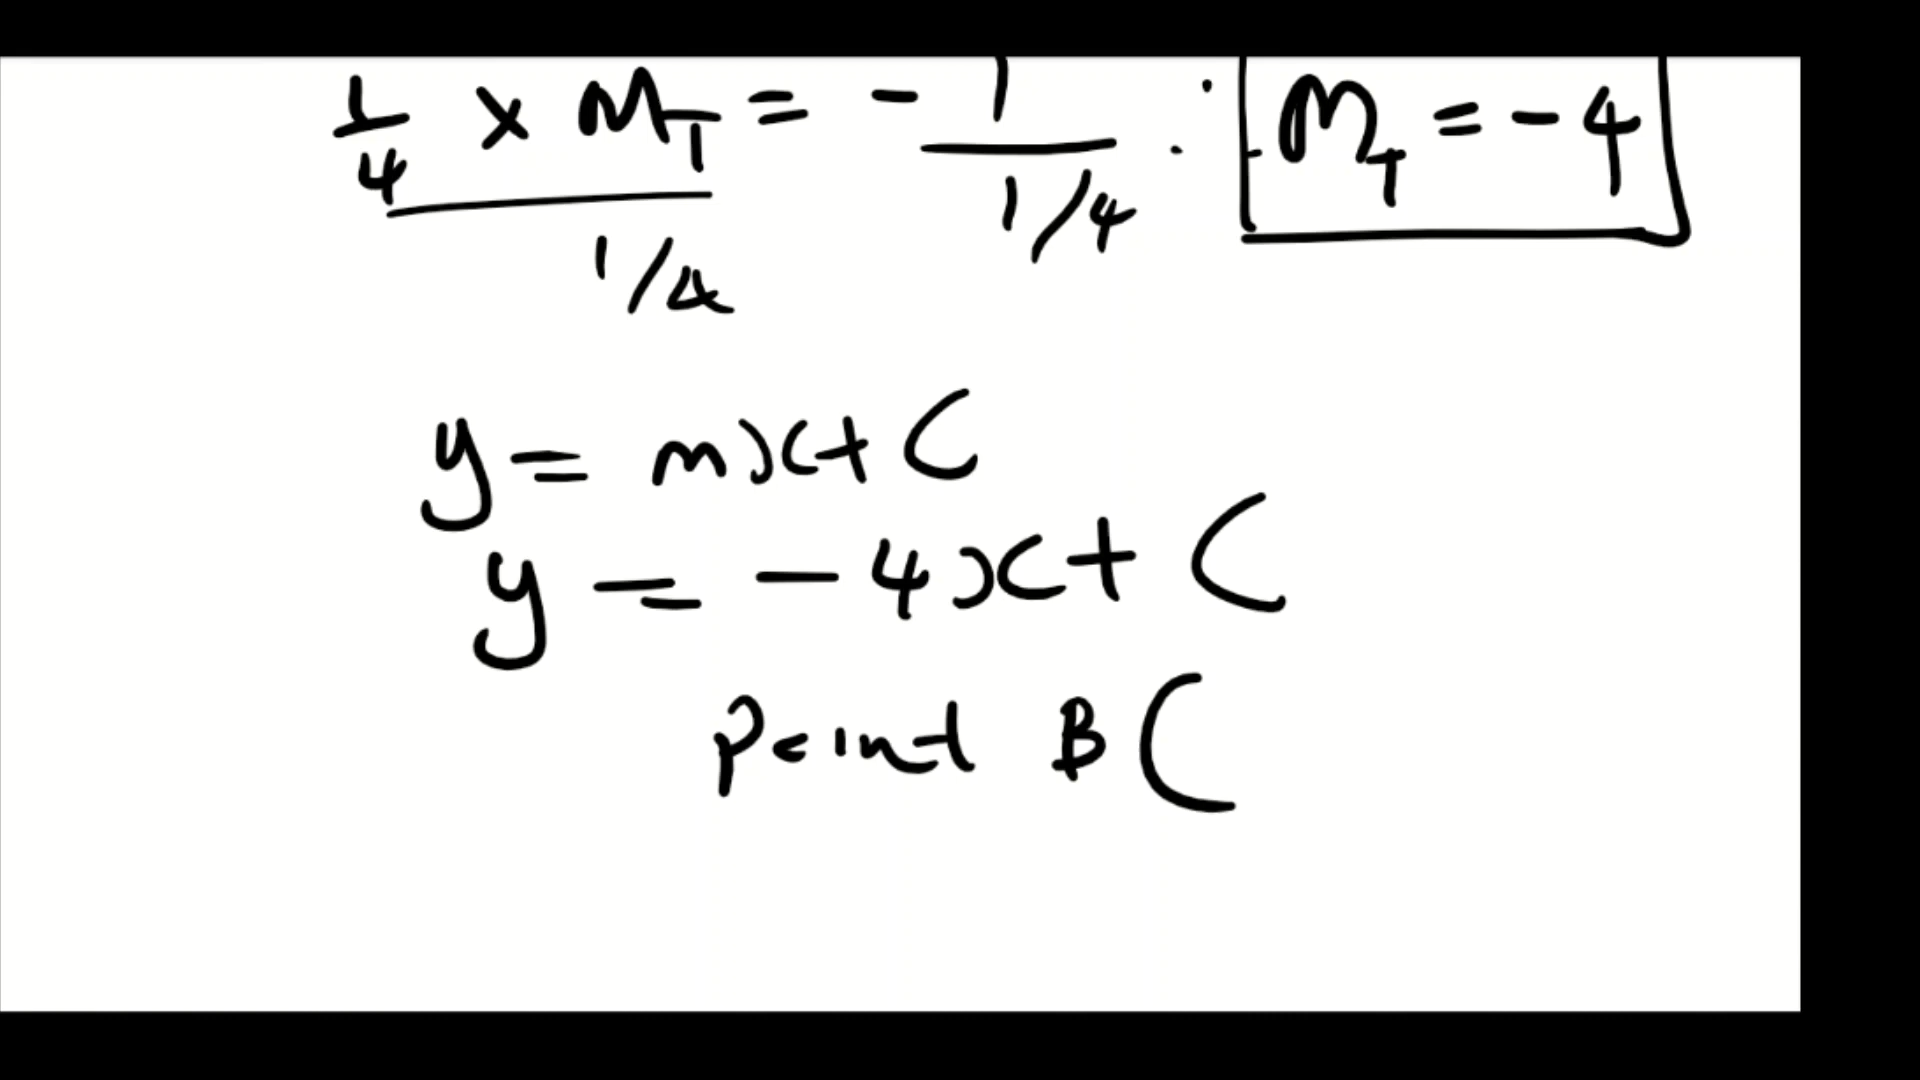 1/4 × M_T = -1 ∴ M_T = -4
1/4 1/4
y = mx + C
y = -4x + C
Point B (